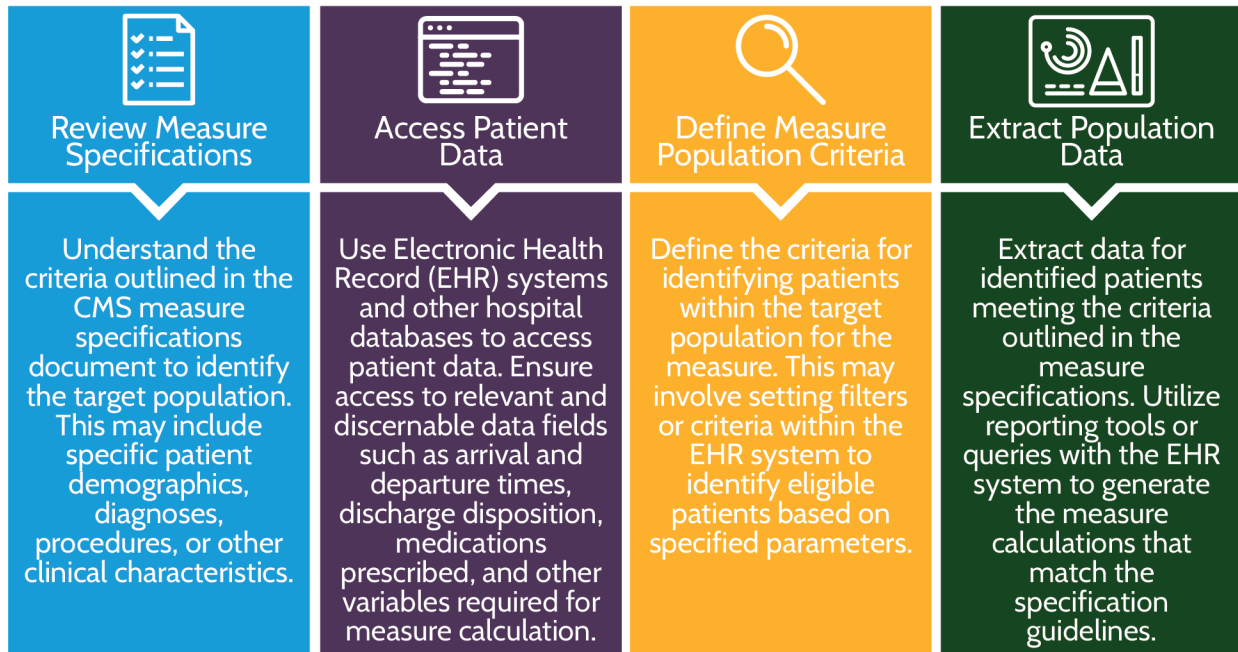 Review Measure
Specifications
Understand the
criteria outlined in the
CMS measure
specifications
document to identify
the target population.
This may include
specific patient
demographics,
diagnoses,
procedures, or other
clinical characteristics.
Access Patient
Data
Use Electronic Health
Record (EHR) systems
and other hospital
databases to access
patient data. Ensure
access to relevant and
discernable data fields
such as arrival and
departure times,
discharge disposition,
medications
prescribed, and other
variables required for
measure calculation.
Define Measure
Population Criteria
Define the criteria for
identifying patients
within the target
population for the
measure. This may
involve setting filters
or criteria within the
EHR system to
identify eligible
patients based on
specified parameters.
Extract Population
Data
Extract data for
identified patients
meeting the criteria
outlined in the
measure
specifications. Utilize
reporting tools or
queries with the EHR
system to generate
the measure
calculations that
match the
specification
guidelines.